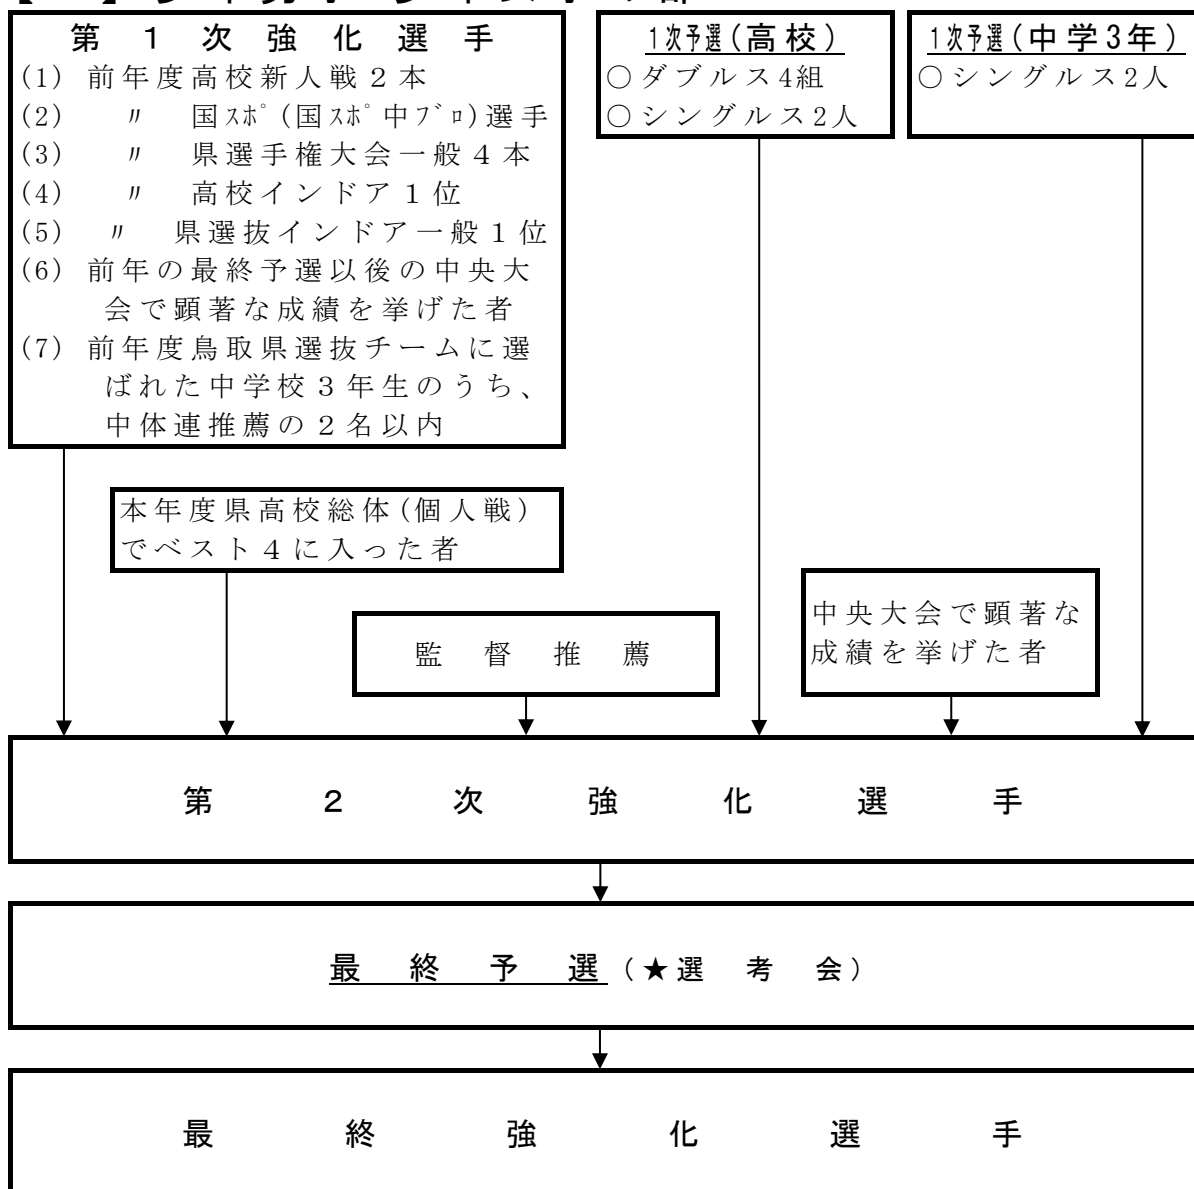 第１次強化選手
(1) 前年度高校新人戦２本
(2) 〃 国ｽﾎﾟ(国ｽﾎﾟ中ﾌﾞﾛ)選手
(3) 〃 県選手権大会一般４本
(4) 〃 高校インドア１位
(5) 〃 県選抜インドア一般１位
(6) 前年の最終予選以後の中央大
会で顕著な成績を挙げた者
(7) 前年度鳥取県選抜チームに選
ばれた中学校３年生のうち、
中体連推薦の２名以内
1次予選(高校)
○ダブルス4組
○シングルス2人
1次予選(中学3年)
○シングルス2人
本年度県高校総体(個人戦)
でベスト４に入った者
監督推薦
中央大会で顕著な
成績を挙げた者
第２次強化選手
最終予選(★選考会)
最終強化選手